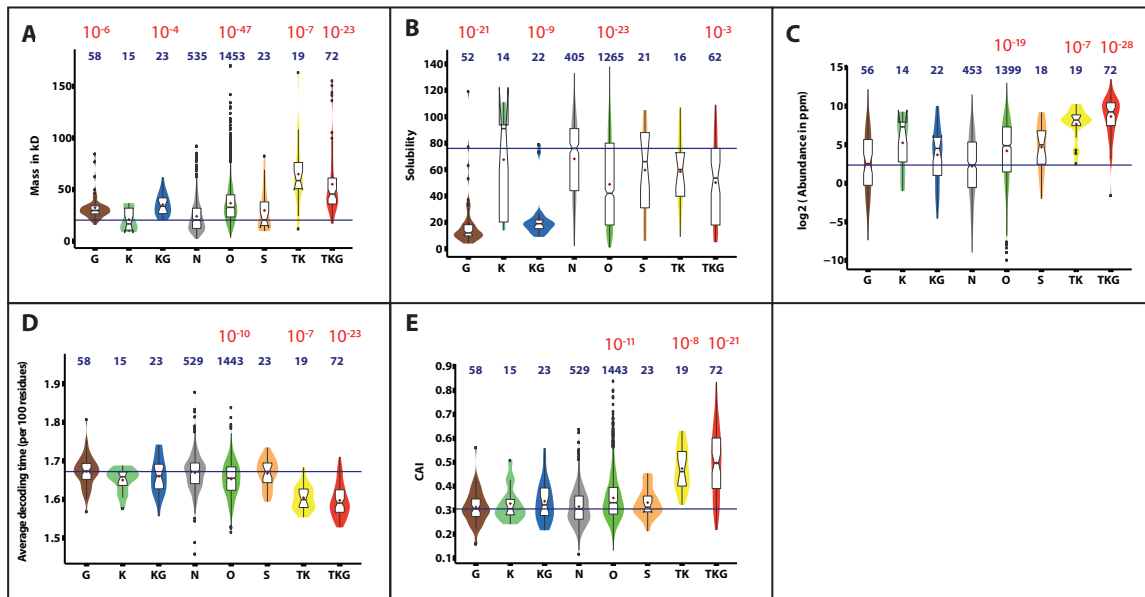 A
10-6 10-4 10-47 10-7 10-23
58 15 23 535 1453 23 19 72
Mass in kD
150
100
50
0
G K KG N O S TK TKG
B
10-21 10-9 10-23 10-3
52 14 22 405 1265 21 16 62
Solubility
140
120
100
80
60
40
20
0
G K KG N O S TK TKG
C
10-19 10-7 10-28
56 14 22 453 1399 18 19 72
log2 (Abundance in ppm)
15
10
5
0
−5
−10
G K KG N O S TK TKG
D
10-10 10-7 10-23
58 15 23 529 1443 23 19 72
Average decoding time (per 100 residues)
1.9
1.8
1.7
1.6
1.5
G K KG N O S TK TKG
E
10-11 10-8 10-21
58 15 23 529 1443 23 19 72
CAI
0.9
0.8
0.7
0.6
0.5
0.4
0.3
0.2
0.1
G K KG N O S TK TKG